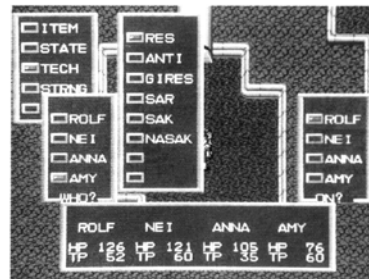 ITEM
STATE
TECH
STRNG
ROLF
NEI
ANNA
AMY
WHO?
RES
ANTI
GIRES
SAR
SAK
NASAK
ROLF
NEI
ANNA
AMY
ON?
ROLF NEI ANNA AMY
HP 126 HP 121 HP 105 HP 76
TP 52 TP 60 TP 35 TP 60